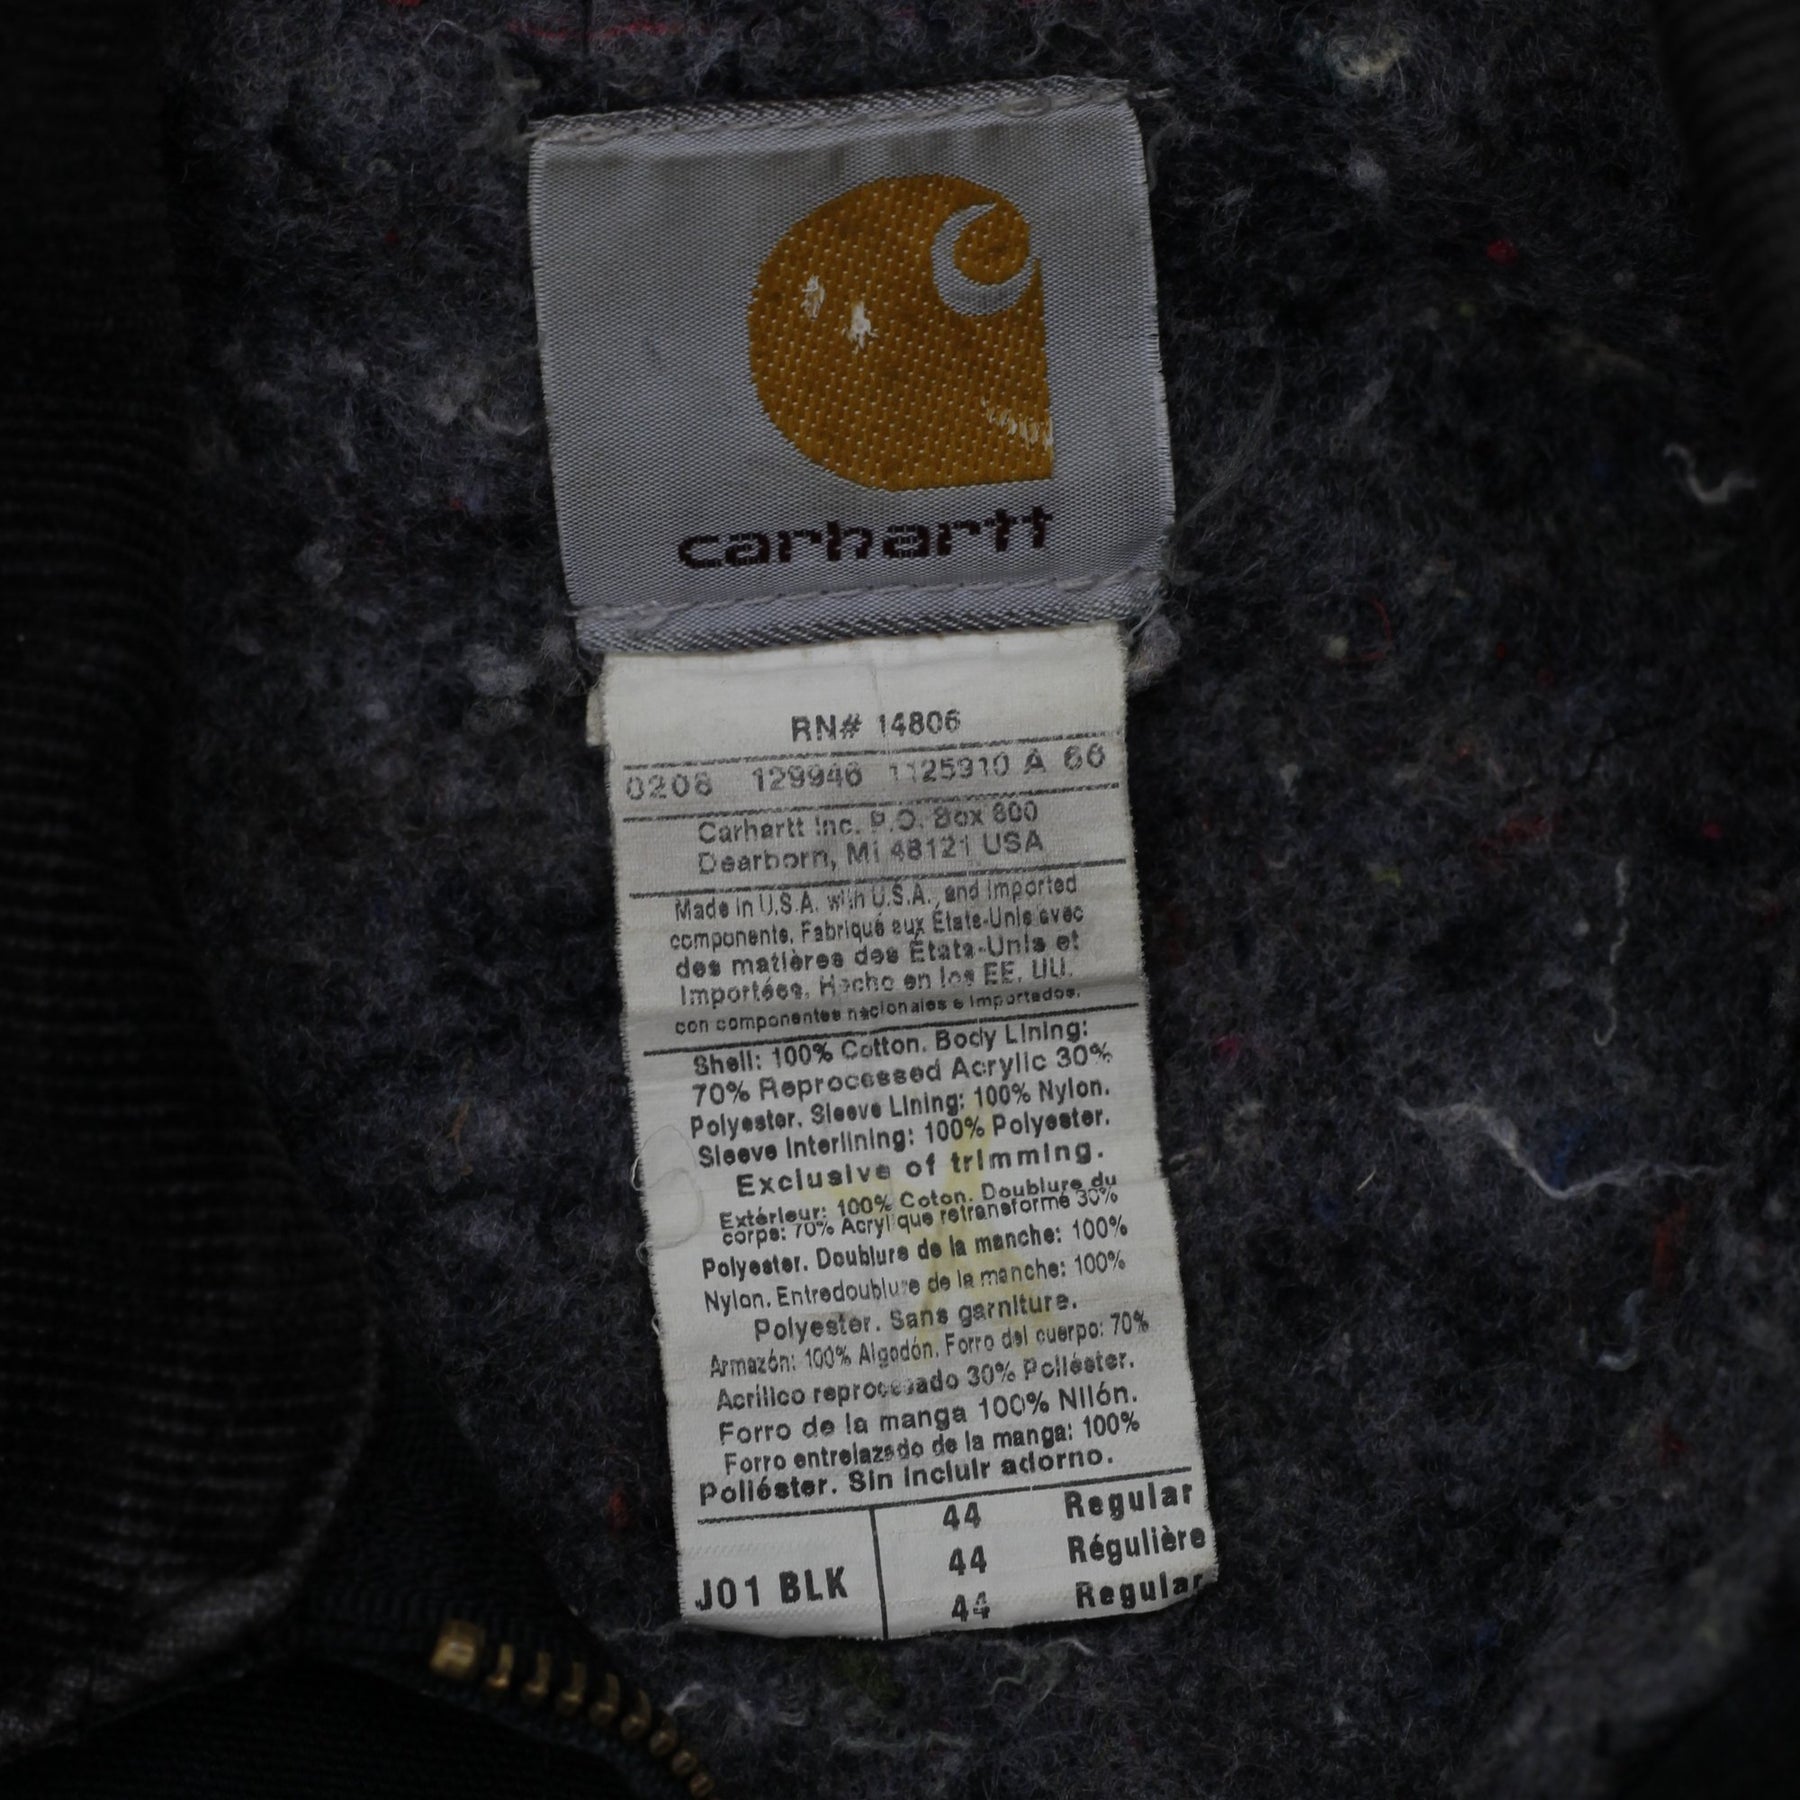 carhartt
RN# 14806
0208 129946 1125910 A 66
Carhartt Inc. P.O. Box 600
Dearborn, MI 48121 USA
Made in U.S.A. with U.S.A., and imported
components. Fabriqué aux États-Unis avec
des matières des États-Unis et
Importées. Hecho en los EE. UU.
con componentes nacionales e importados.
Shell: 100% Cotton. Body Lining:
70% Reprocessed Acrylic 30%
Polyester. Sleeve Lining: 100% Nylon.
Sleeve Interlining: 100% Polyester.
Exclusive of trimming.
Extérieur: 100% Coton. Doublure du
corps: 70% Acrylique retransformé 30%
Polyester. Doublure de la manche: 100%
Nylon. Entredoublure de la manche: 100%
Polyester. Sans garniture.
Armazón: 100% Algodón. Forro del cuerpo: 70%
Acrílico reprocesado 30% Poliéster.
Forro de la manga 100% Nilón.
Forro entrelazado de la manga: 100%
Poliéster. Sin incluir adorno.
J01 BLK
44 Regular
44 Régulière
44 Regular